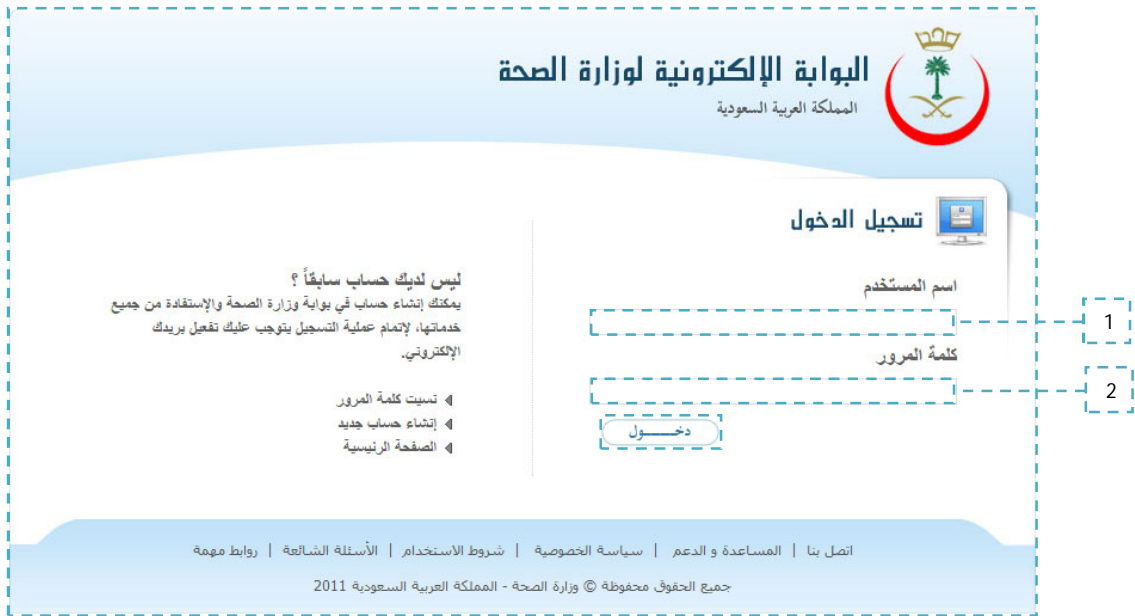 البوابة الإلكترونية لوزارة الصحة
المملكة العربية السعودية
تسجيل الدخول
اسم المستخدم
1
كلمة المرور
2
دخـــــول
ليس لديك حساب سابقاً ؟
يمكنك إنشاء حساب في بوابة وزارة الصحة والإستفادة من جميع
خدماتها، لإتمام عملية التسجيل يتوجب عليك تفعيل بريدك
الإلكتروني.
نسيت كلمة المرور
إنشاء حساب جديد
الصفحة الرئيسية
اتصل بنا | المساعدة و الدعم | سياسة الخصوصية | شروط الاستخدام | الأسئلة الشائعة | روابط مهمة
جميع الحقوق محفوظة © وزارة الصحة - المملكة العربية السعودية 2011